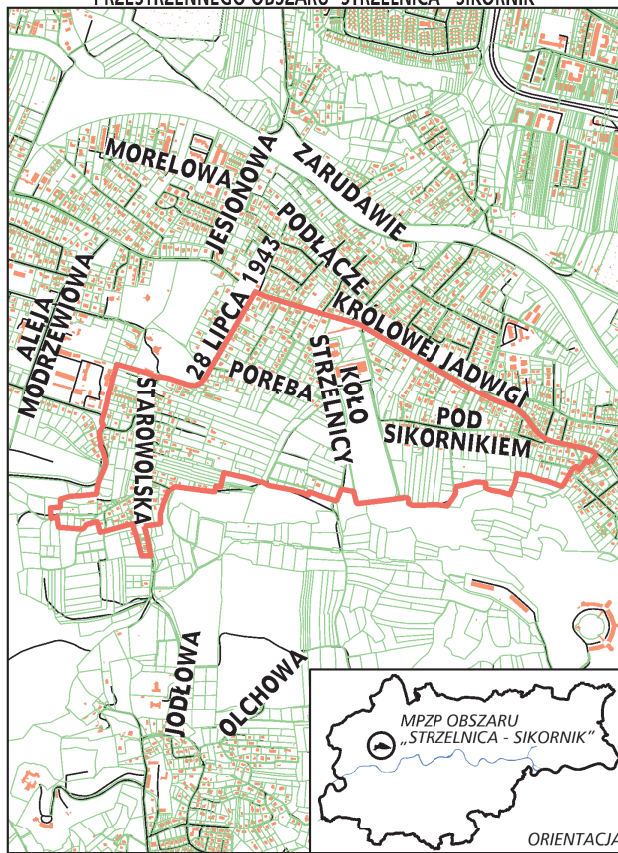 PRZESTRZENNEGO OBSZARU "STRZELNICA - SIKORNIK"
MORELOWA
JESIONOWA
ZARUDAWIE
PODŁĄCZE
ALEJA
MODRZEWIOWA
28 LIPCA 1943
KRÓLOWEJ JADWIGI
POREBA
KOŁO
STRZELNICY
STAROWOLSKA
POD
SIKORNIKIEM
JODŁOWA
OLCHOWA
MPZP OBSZARU
„STRZELNICA - SIKORNIK”
ORIENTACJA